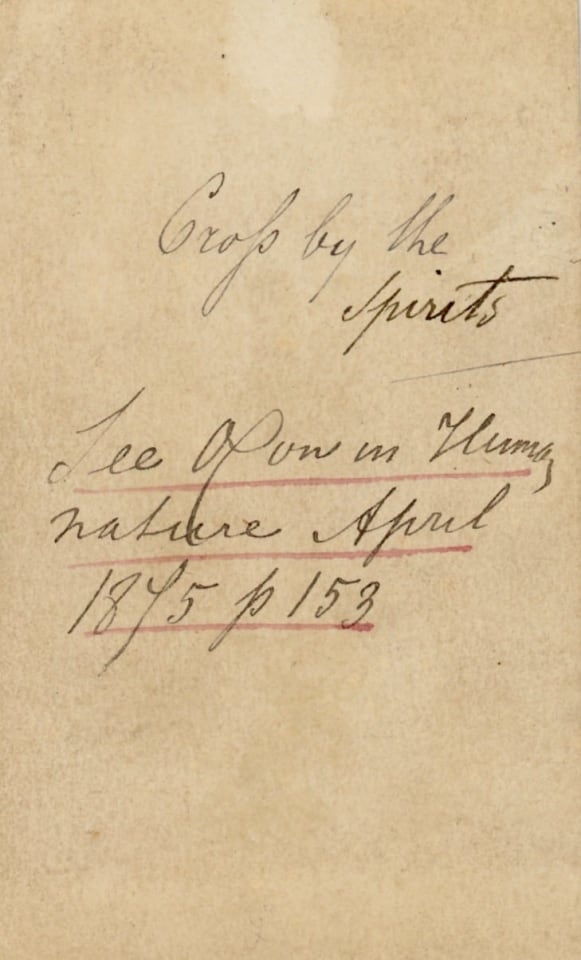 Croſs by the
Spirits
See Oxon in Human
nature April
1875 p 153